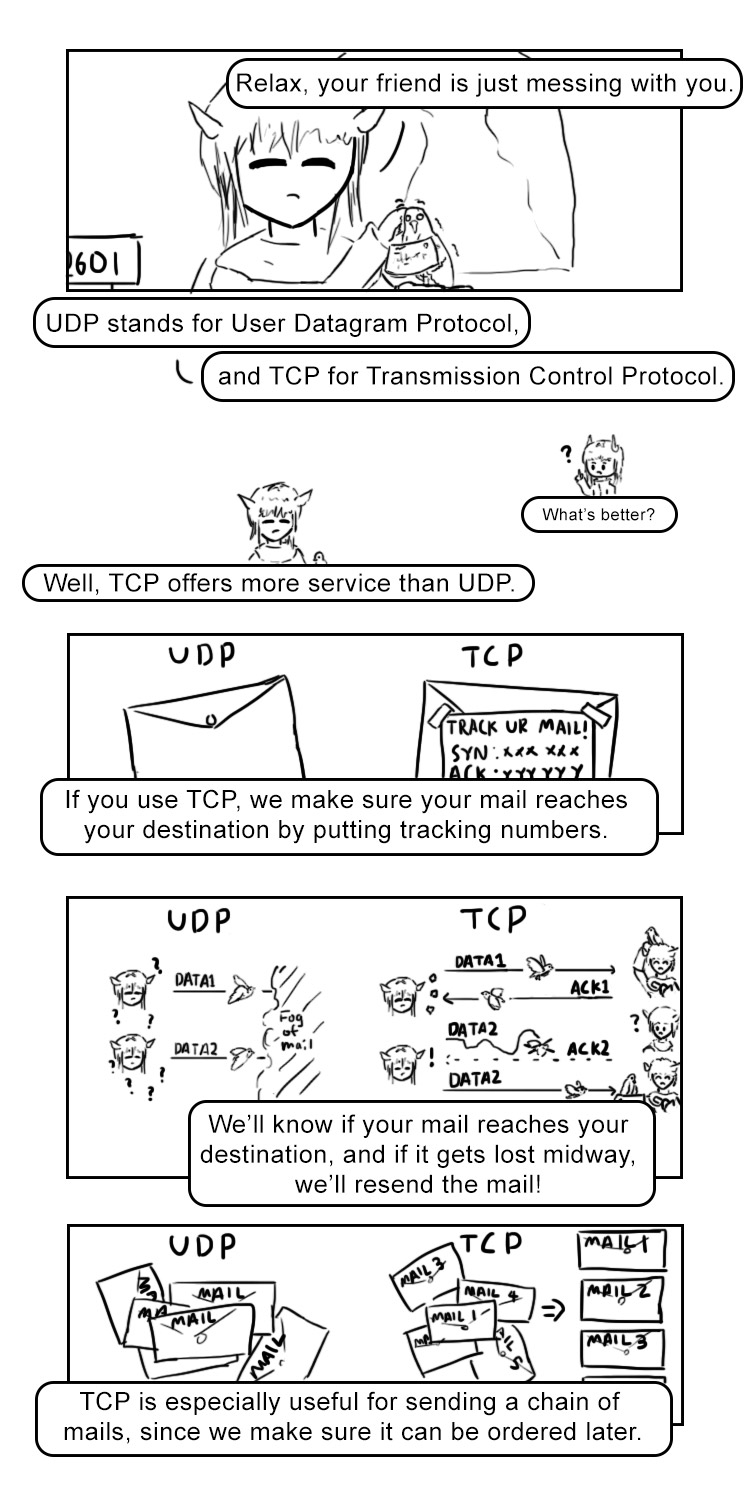 Relax, your friend is just messing with you.
2601
UDP stands for User Datagram Protocol,
and TCP for Transmission Control Protocol.
?
What's better?
Well, TCP offers more service than UDP.
UDP TCP
TRACK UR MAIL!
SYN: xxx xxx
ACK: YYY YYY
If you use TCP, we make sure your mail reaches
your destination by putting tracking numbers.
UDP TCP
? ? ?
DATA1
DATA2
? ? ? ?
Fog
of
mail
DATA1
ACK1
DATA2
?
! ACK2
DATA2
We'll know if your mail reaches your
destination, and if it gets lost midway,
we'll resend the mail!
UDP TCP
MAIL
MAIL
MAIL
MAIL 3
MAIL 4
MAIL 1
MAIL 1
MAIL 2
MAIL 3
TCP is especially useful for sending a chain of
mails, since we make sure it can be ordered later.